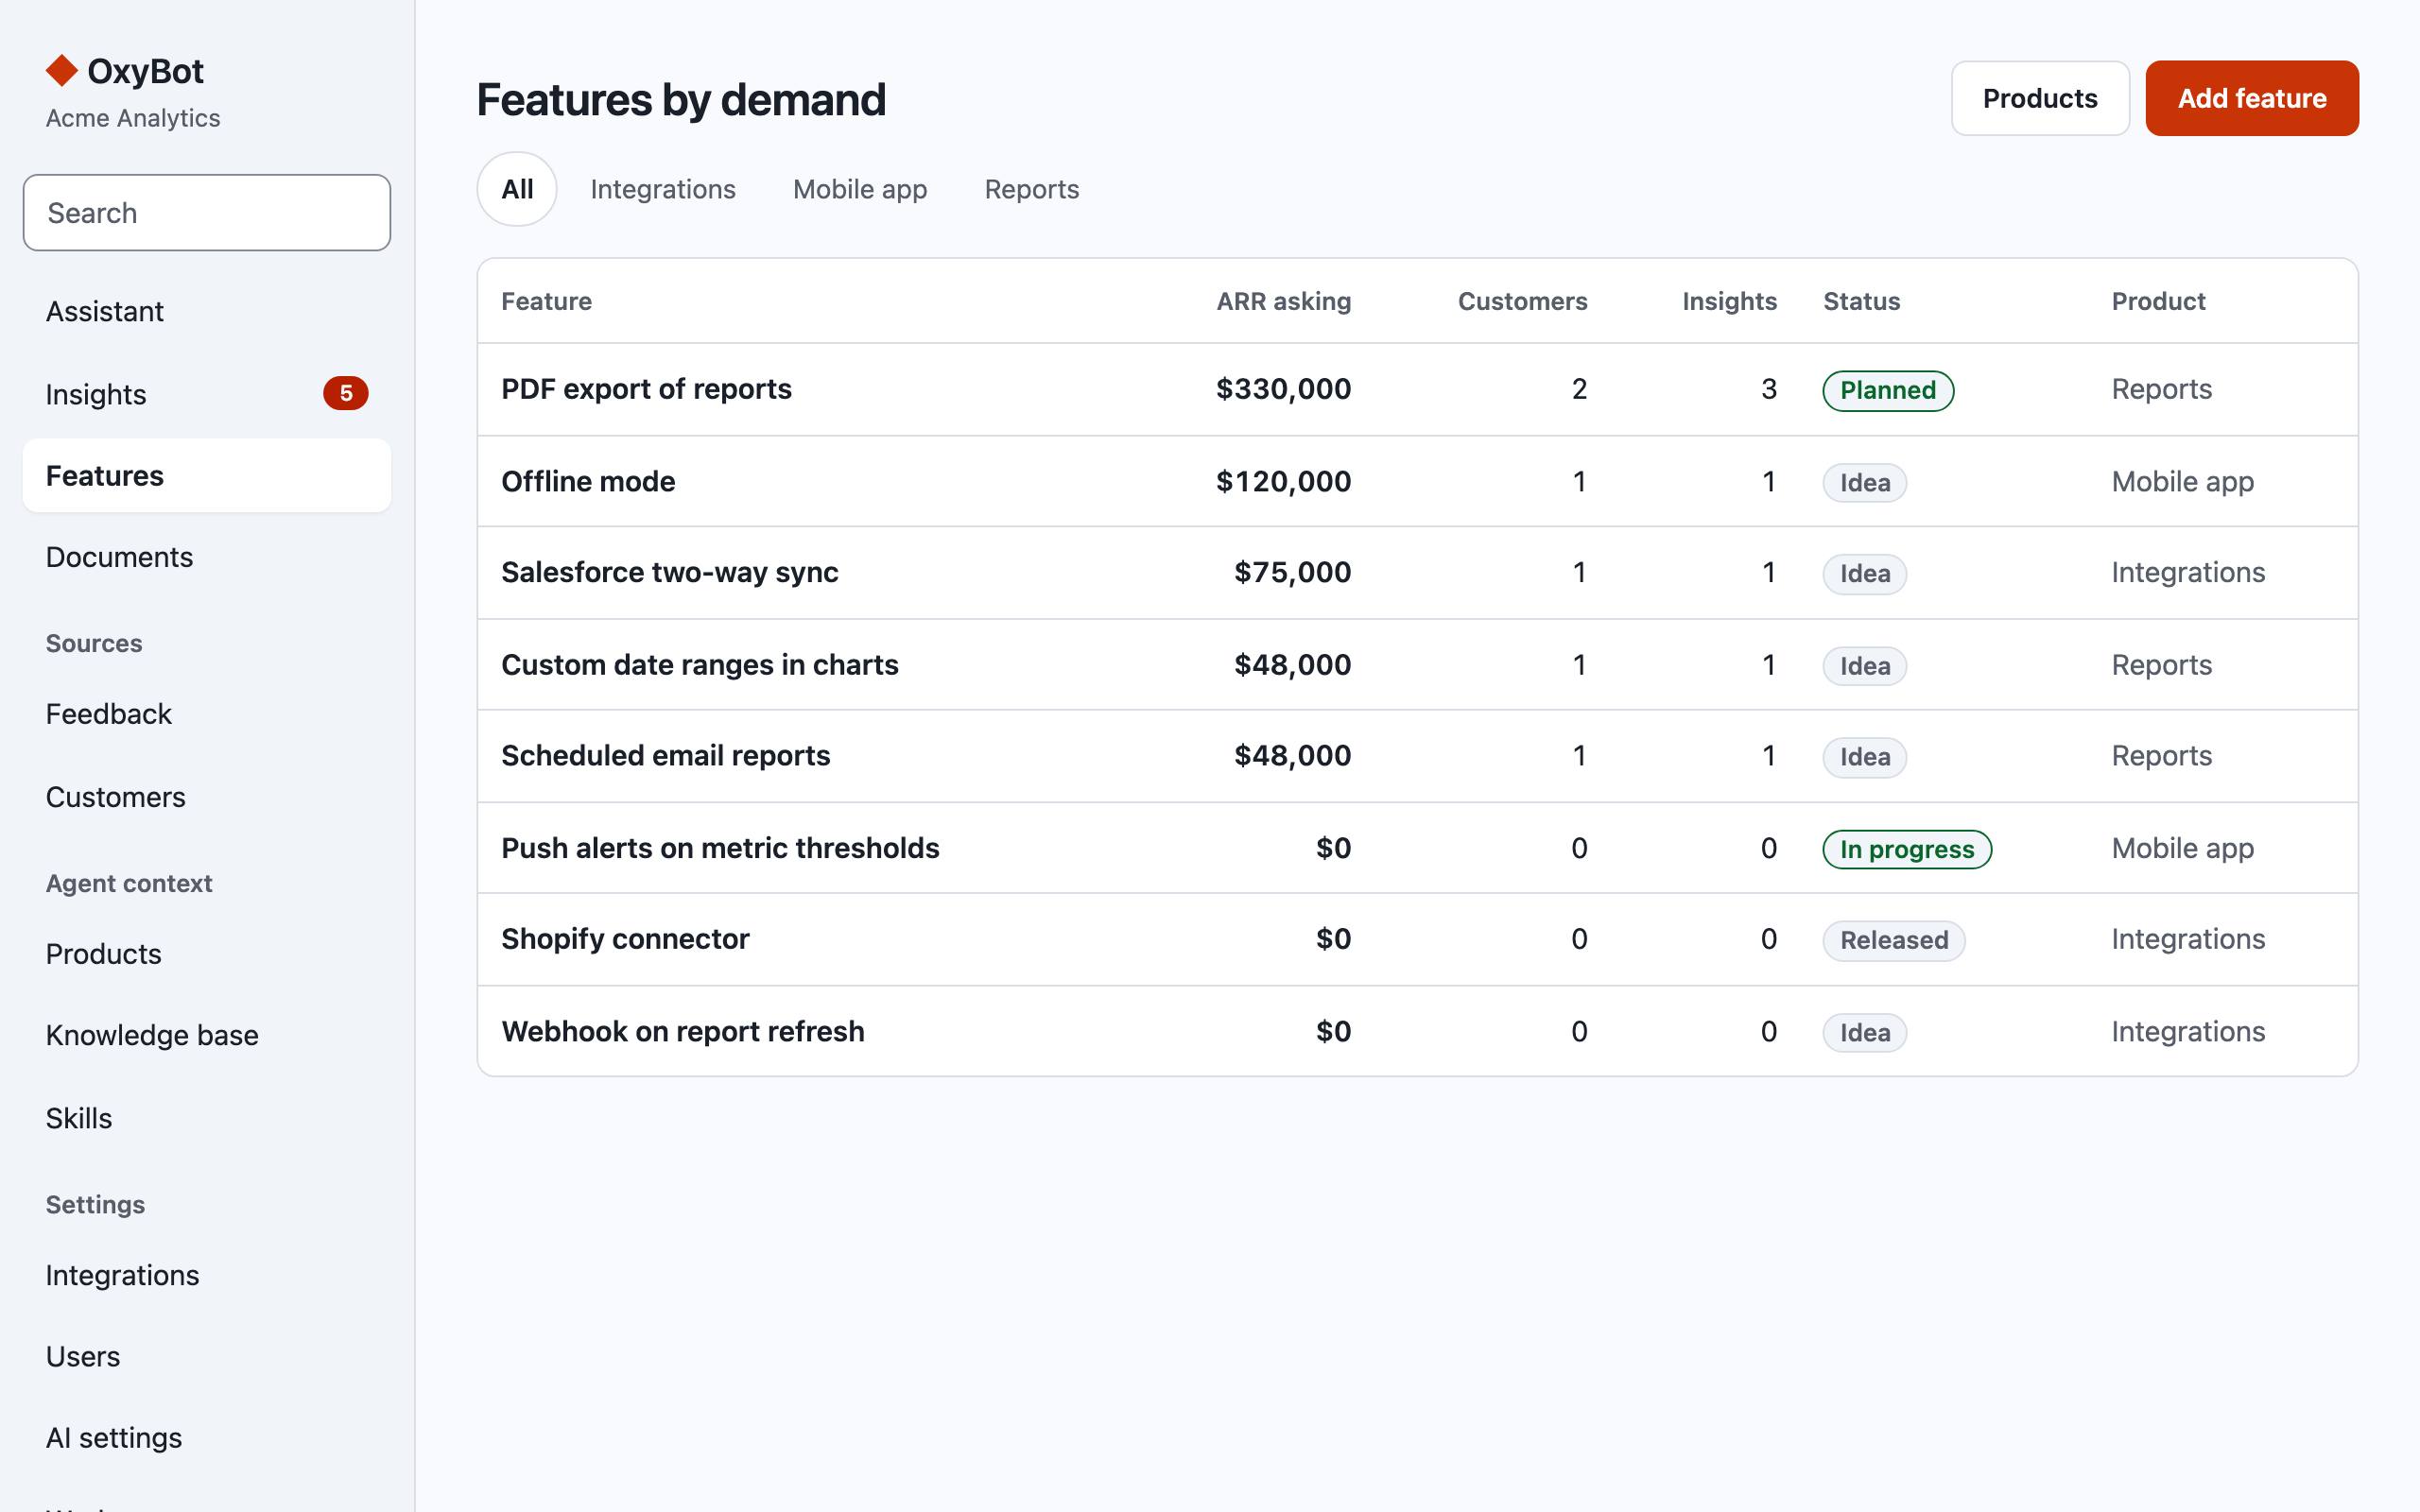 OxyBot
Acme Analytics
Search
Assistant
Insights 5
Features
Documents
Sources
Feedback
Customers
Agent context
Products
Knowledge base
Skills
Settings
Integrations
Users
AI settings
Features by demand
Products Add feature
All Integrations Mobile app Reports
Feature ARR asking Customers Insights Status Product
PDF export of reports $330,000 2 3 Planned Reports
Offline mode $120,000 1 1 Idea Mobile app
Salesforce two-way sync $75,000 1 1 Idea Integrations
Custom date ranges in charts $48,000 1 1 Idea Reports
Scheduled email reports $48,000 1 1 Idea Reports
Push alerts on metric thresholds $0 0 0 In progress Mobile app
Shopify connector $0 0 0 Released Integrations
Webhook on report refresh $0 0 0 Idea Integrations